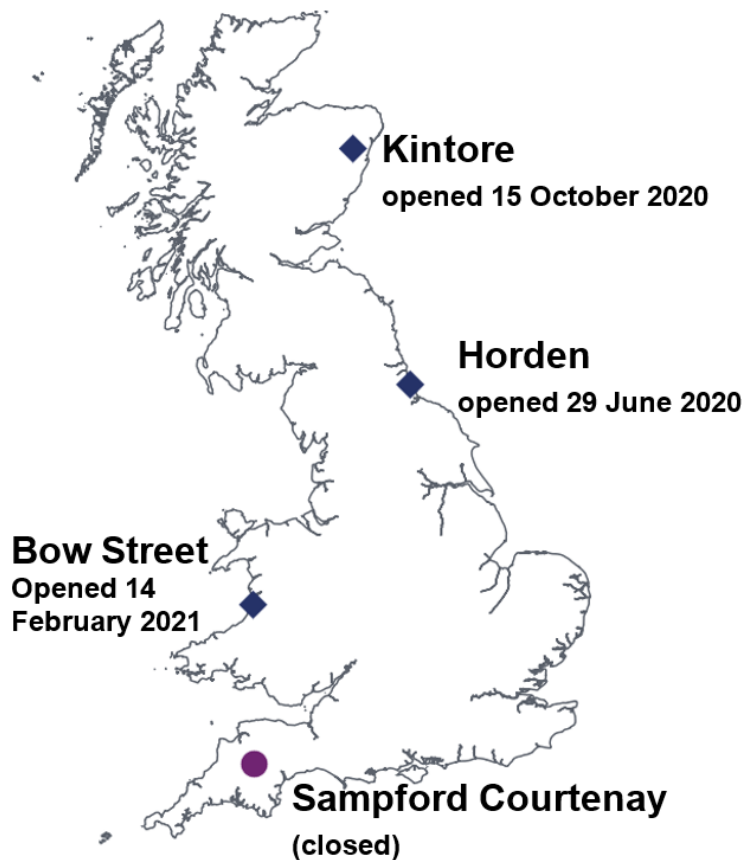 Kintore
opened 15 October 2020
Horden
opened 29 June 2020
Bow Street
Opened 14
February 2021
Sampford Courtenay
(closed)